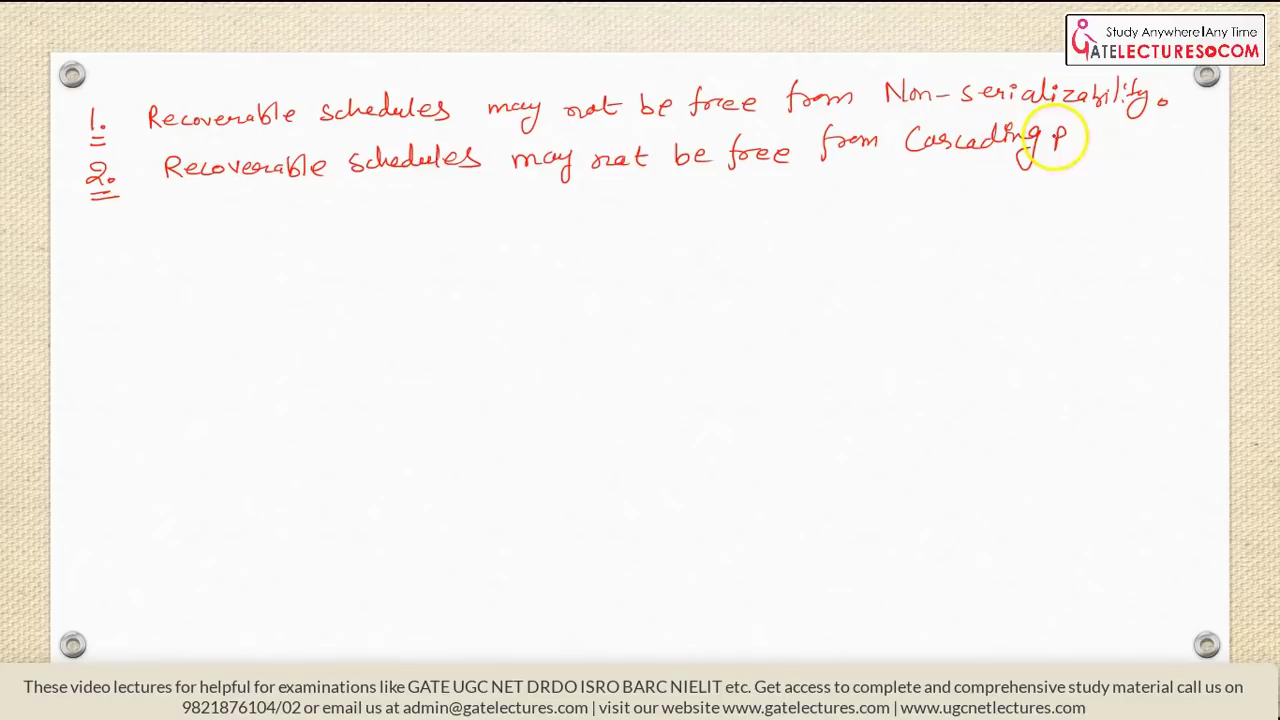 Study Anywhere | Any Time
GATELECTURES.COM
1. Recoverable schedules may not be free from Non-serializability.
2. Recoverable schedules may not be free from Cascading P
These video lectures for helpful for examinations like GATE UGC NET DRDO ISRO BARC NIELIT etc. Get access to complete and comprehensive study material call us on
9821876104/02 or email us at admin@gatelectures.com | visit our website www.gatelectures.com | www.ugcnetlectures.com